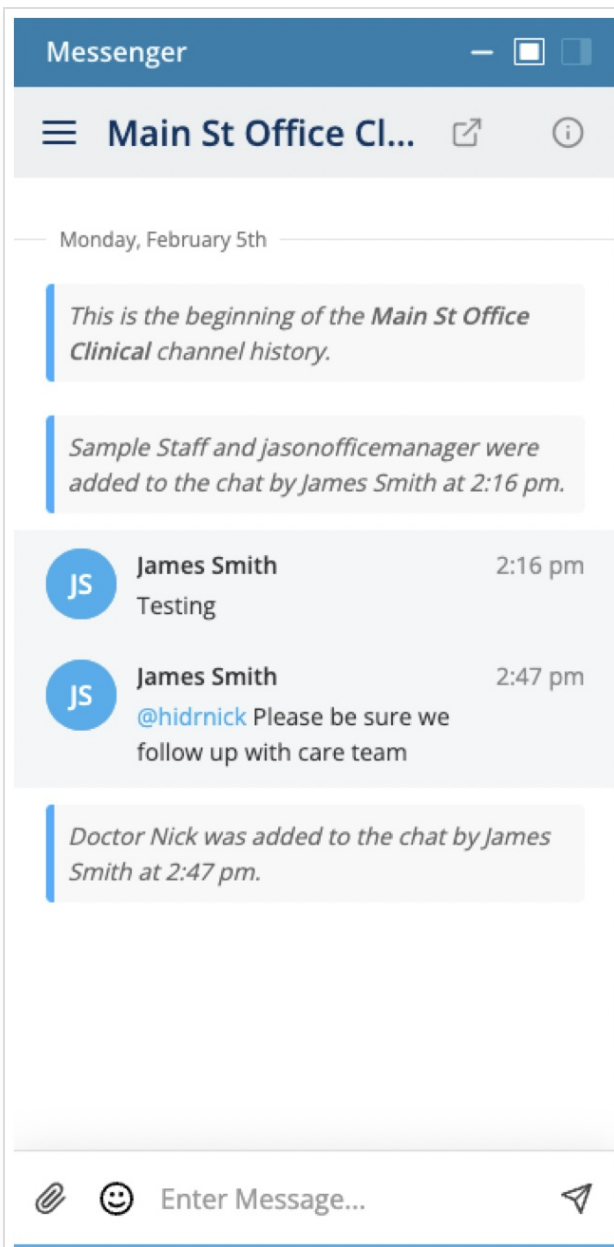 Messenger
Main St Office Cl...
Monday, February 5th
This is the beginning of the Main St Office
Clinical channel history.
Sample Staff and jasonofficemanager were
added to the chat by James Smith at 2:16 pm.
JS
James Smith 2:16 pm
Testing
JS
James Smith 2:47 pm
@hidrnick Please be sure we
follow up with care team
Doctor Nick was added to the chat by James
Smith at 2:47 pm.
Enter Message...